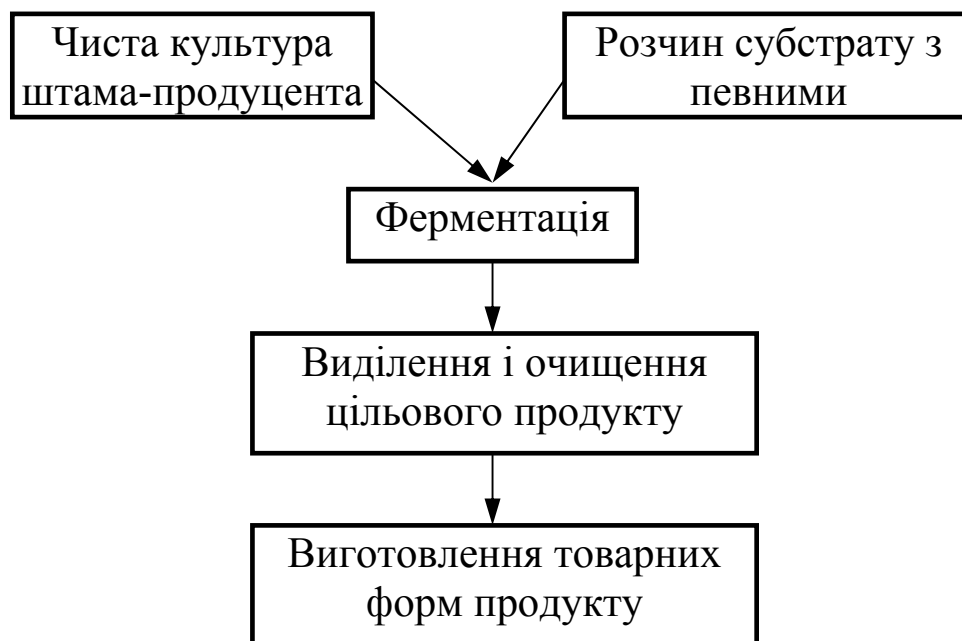 Чиста культура
штама-продуцента
Розчин субстрату з
певними
Ферментація
Виділення і очищення
цільового продукту
Виготовлення товарних
форм продукту